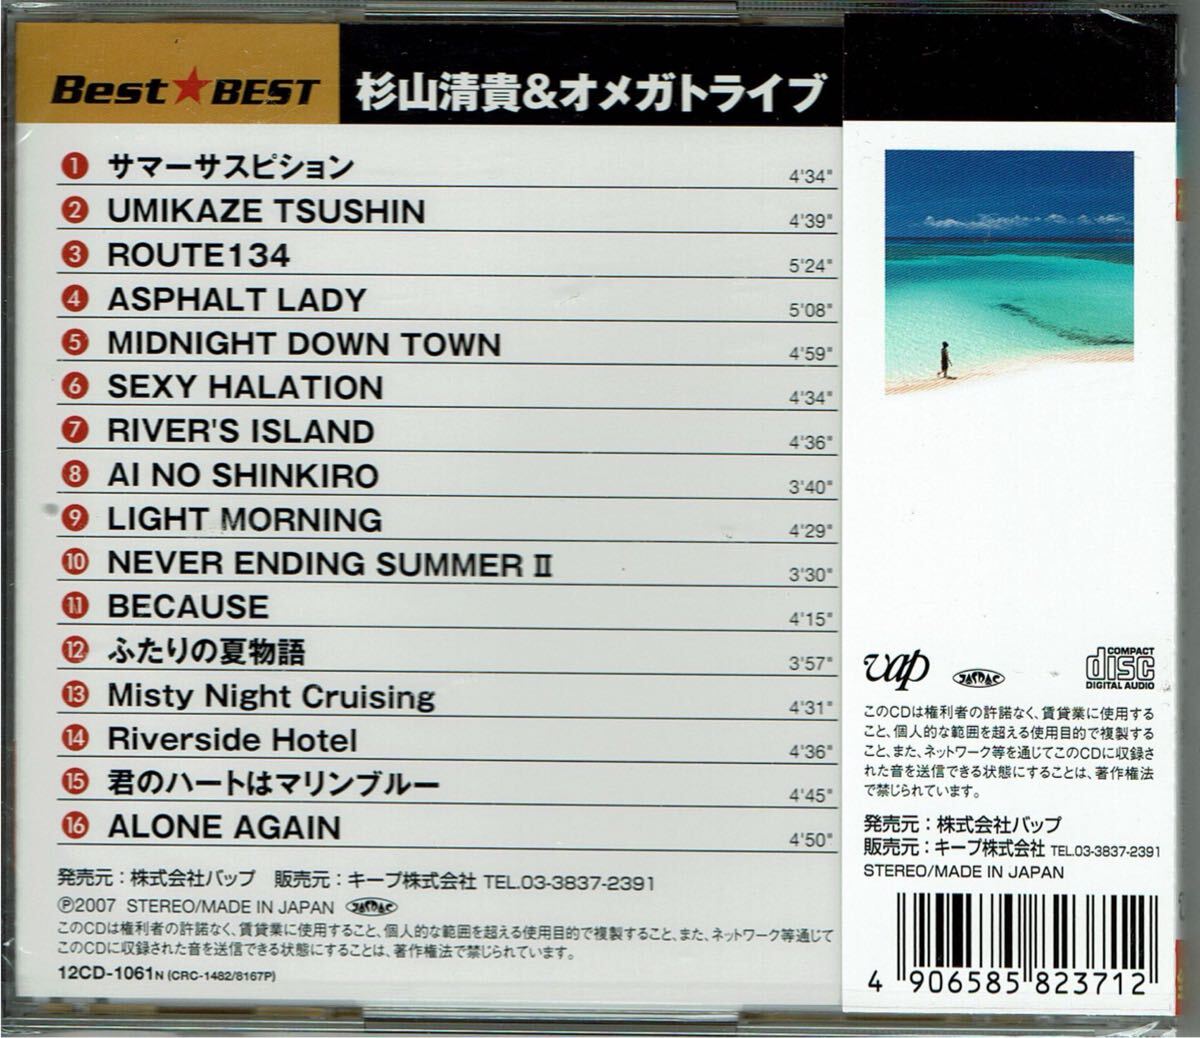 Best★BEST
杉山清貴&オメガトライブ
1 サマーサスピション 4'34"
2 UMIKAZE TSUSHIN 4'39"
3 ROUTE134 5'24"
4 ASPHALT LADY 5'08"
5 MIDNIGHT DOWN TOWN 4'59"
6 SEXY HALATION 4'34"
7 RIVER'S ISLAND 4'36"
8 AI NO SHINKIRO 3'40"
9 LIGHT MORNING 4'29"
10 NEVER ENDING SUMMER Ⅱ 3'30"
11 BECAUSE 4'15"
12 ふたりの夏物語 3'57"
13 Misty Night Cruising 4'31"
14 Riverside Hotel 4'36"
15 君のハートはマリンブルー 4'45"
16 ALONE AGAIN 4'50"
発売元：株式会社バップ 販売元：キープ株式会社 TEL.03-3837-2391
Ⓟ2007 STEREO/MADE IN JAPAN JASRAC
このCDは権利者の許諾なく、賃貸業に使用すること、個人的な範囲を超える使用目的で複製すること、また、ネットワーク等通じて
このCDに収録された音を送信できる状態にすることは、著作権法で禁じられています。
12CD-1061N (CRC-1482/8167P)
vap JASRAC COMPACT disc DIGITAL AUDIO
このCDは権利者の許諾なく、賃貸業に使用する
こと、個人的な範囲を超える使用目的で複製する
こと、また、ネットワーク等を通じてこのCDに収録さ
れた音を送信できる状態にすることは、著作権法
で禁じられています。
発売元：株式会社バップ
販売元：キープ株式会社 TEL.03-3837-2391
STEREO/MADE IN JAPAN
4 906585 823712